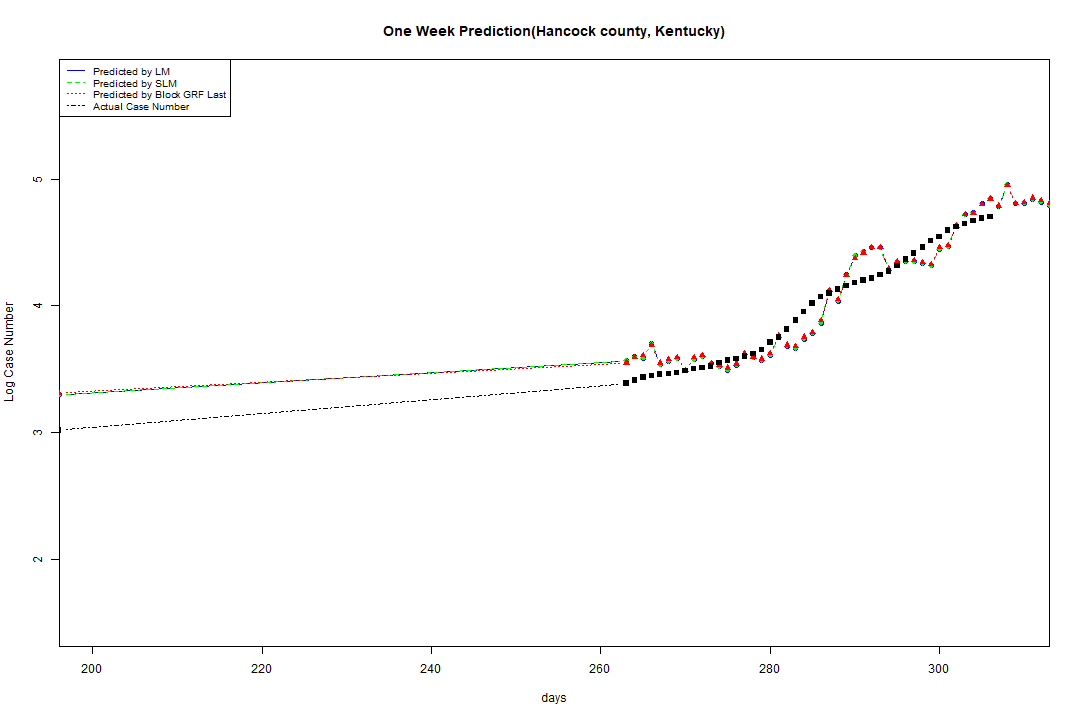 One Week Prediction(Hancock county, Kentucky)
Predicted by LM
Predicted by SLM
Predicted by Block GRF Last
Actual Case Number
5
4
3
2
Log Case Number
200 220 240 260 280 300
days